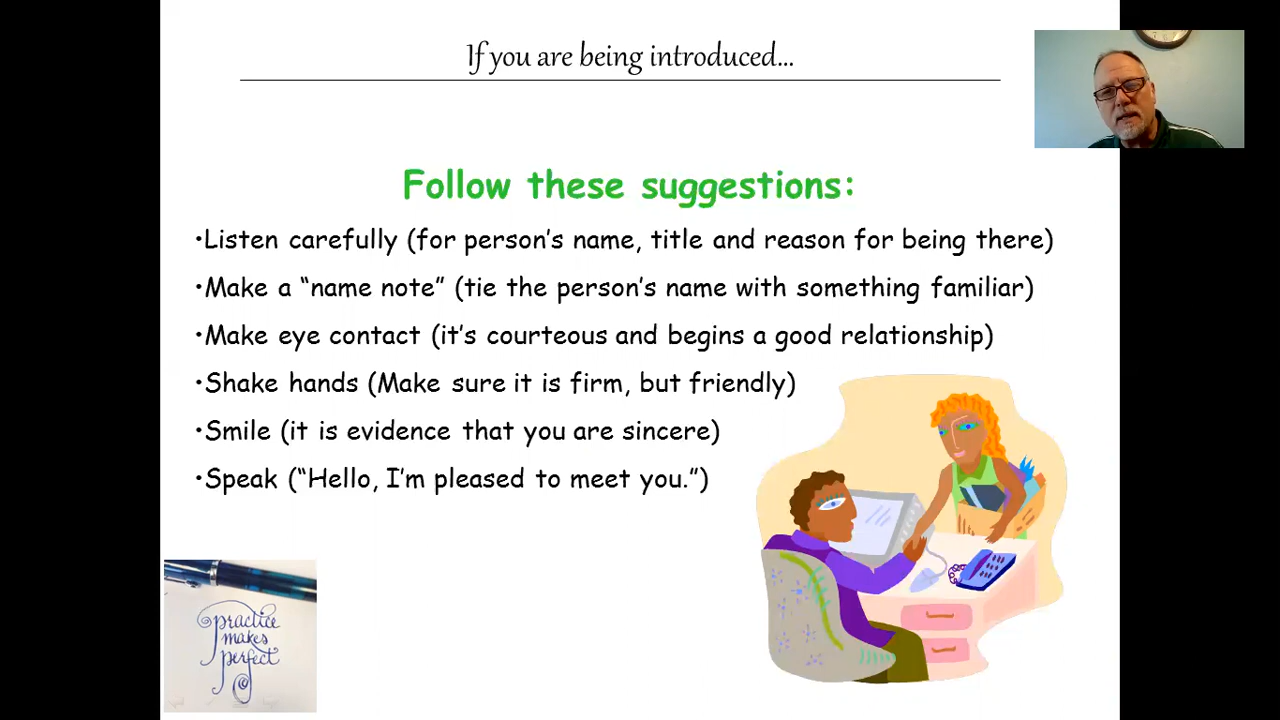 If you are being introduced...
Follow these suggestions:
•Listen carefully (for person's name, title and reason for being there)
•Make a “name note” (tie the person's name with something familiar)
•Make eye contact (it's courteous and begins a good relationship)
•Shake hands (Make sure it is firm, but friendly)
•Smile (it is evidence that you are sincere)
•Speak (“Hello, I'm pleased to meet you.”)
practice
makes
perfect